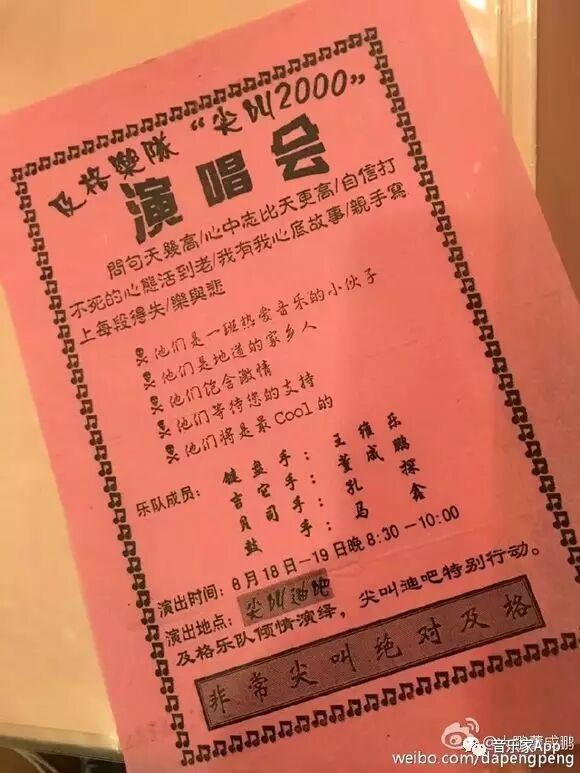 及格樂隊“尖叫2000”
演唱会
問句天幾高/心中志比天更高/自信打
不死的心態活到老/我有我心底故事/親手寫
上每段得失/樂與悲
他们是一班热爱音乐的小伙子
他们是地道的家乡人
他们饱含激情
他们等待您的支持
他们将是最Cool的
乐队成员： 键盘手：王维乐
吉它手：董成鹏
贝司手：孔探
鼓手：马鑫
演出时间：8月18日-19日晚8:30-10:00
演出地点：尖叫迪吧
及格乐队倾情演绎，尖叫迪吧特别行动。
非常尖叫绝对及格
音乐家App
weibo.com/dapengpeng